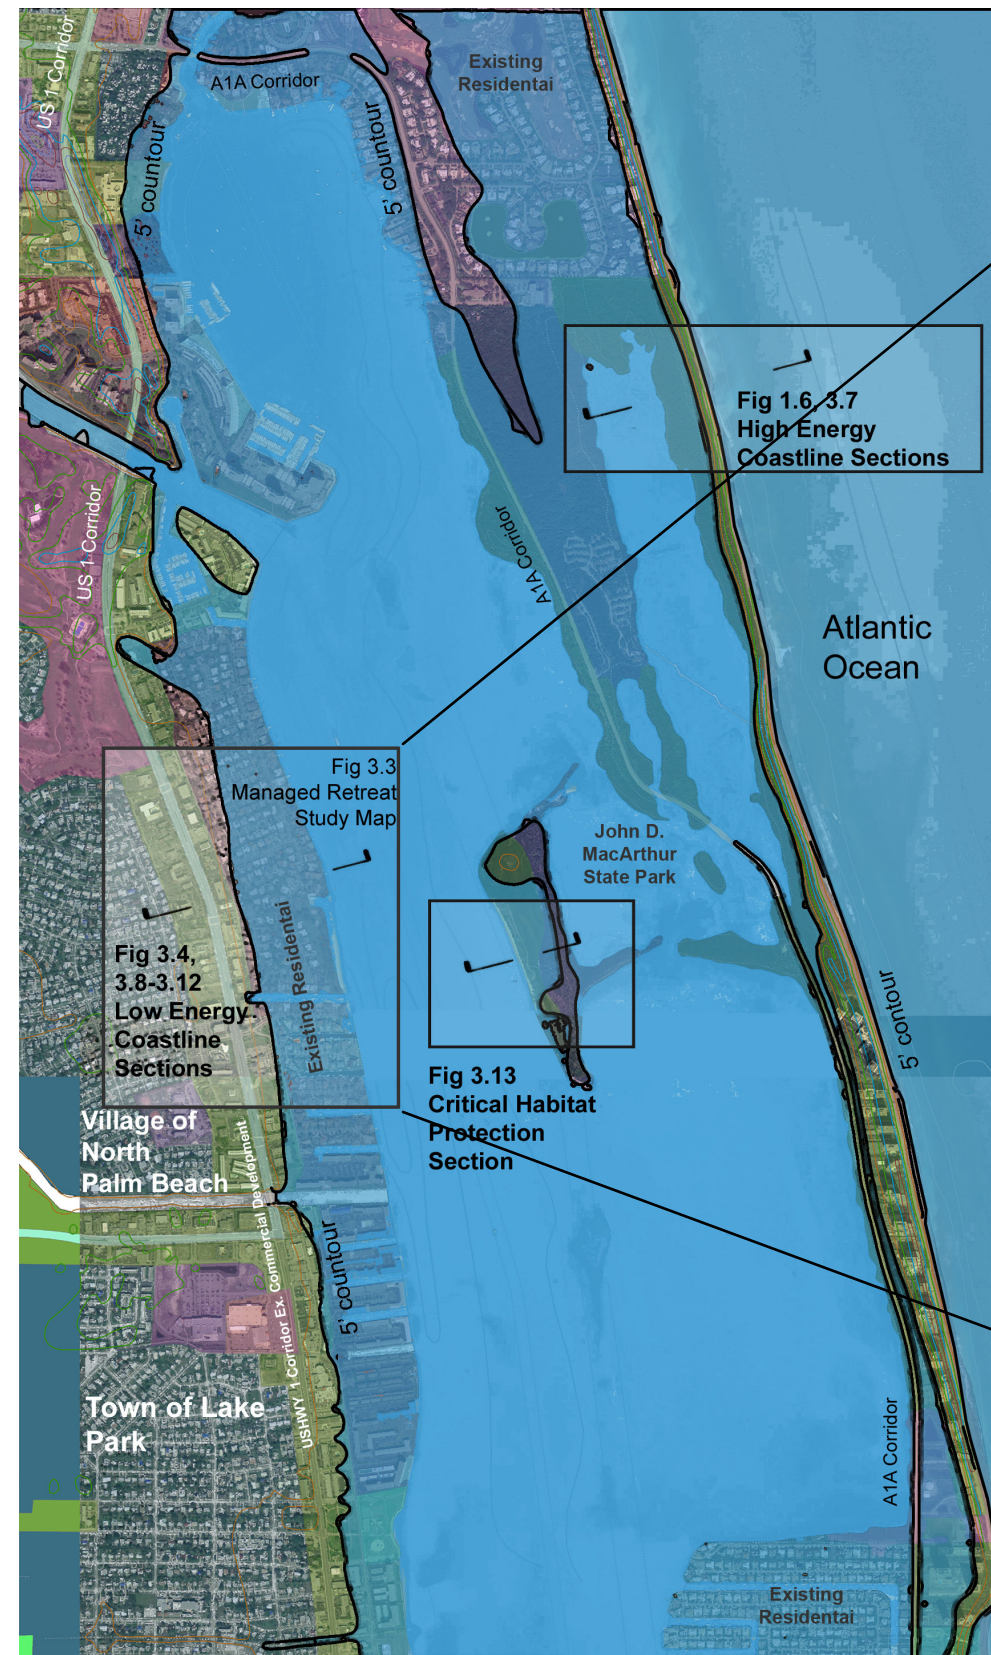 US 1 Corridor
A1A Corridor
Existing
Residentai
5' countour
5' countour
Fig 1.6, 3.7
High Energy
Coastline Sections
US 1 Corridor
A1A Corridor
Atlantic
Ocean
Fig 3.3
Managed Retreat
Study Map
John D.
MacArthur
State Park
Fig 3.4,
3.8-3.12
Low Energy
Coastline
Sections
Existing Residentai
5' contour
Fig 3.13
Critical Habitat
Protection
Section
Village of
North
Palm Beach
USHWY 1 Corridor Ex. Commercial Development
5' countour
Town of Lake
Park
A1A Corridor
Existing
Residentai